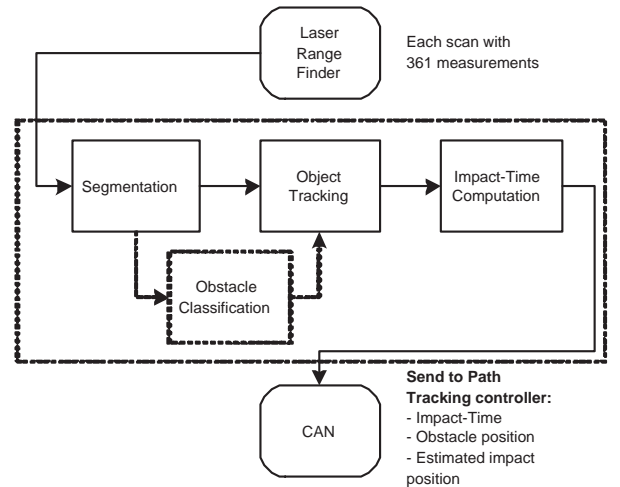 Laser
Range
Finder
Each scan with
361 measurements
Segmentation
Object
Tracking
Impact-Time
Computation
Obstacle
Classification
CAN
Send to Path
Tracking controller:
- Impact-Time
- Obstacle position
- Estimated impact
position